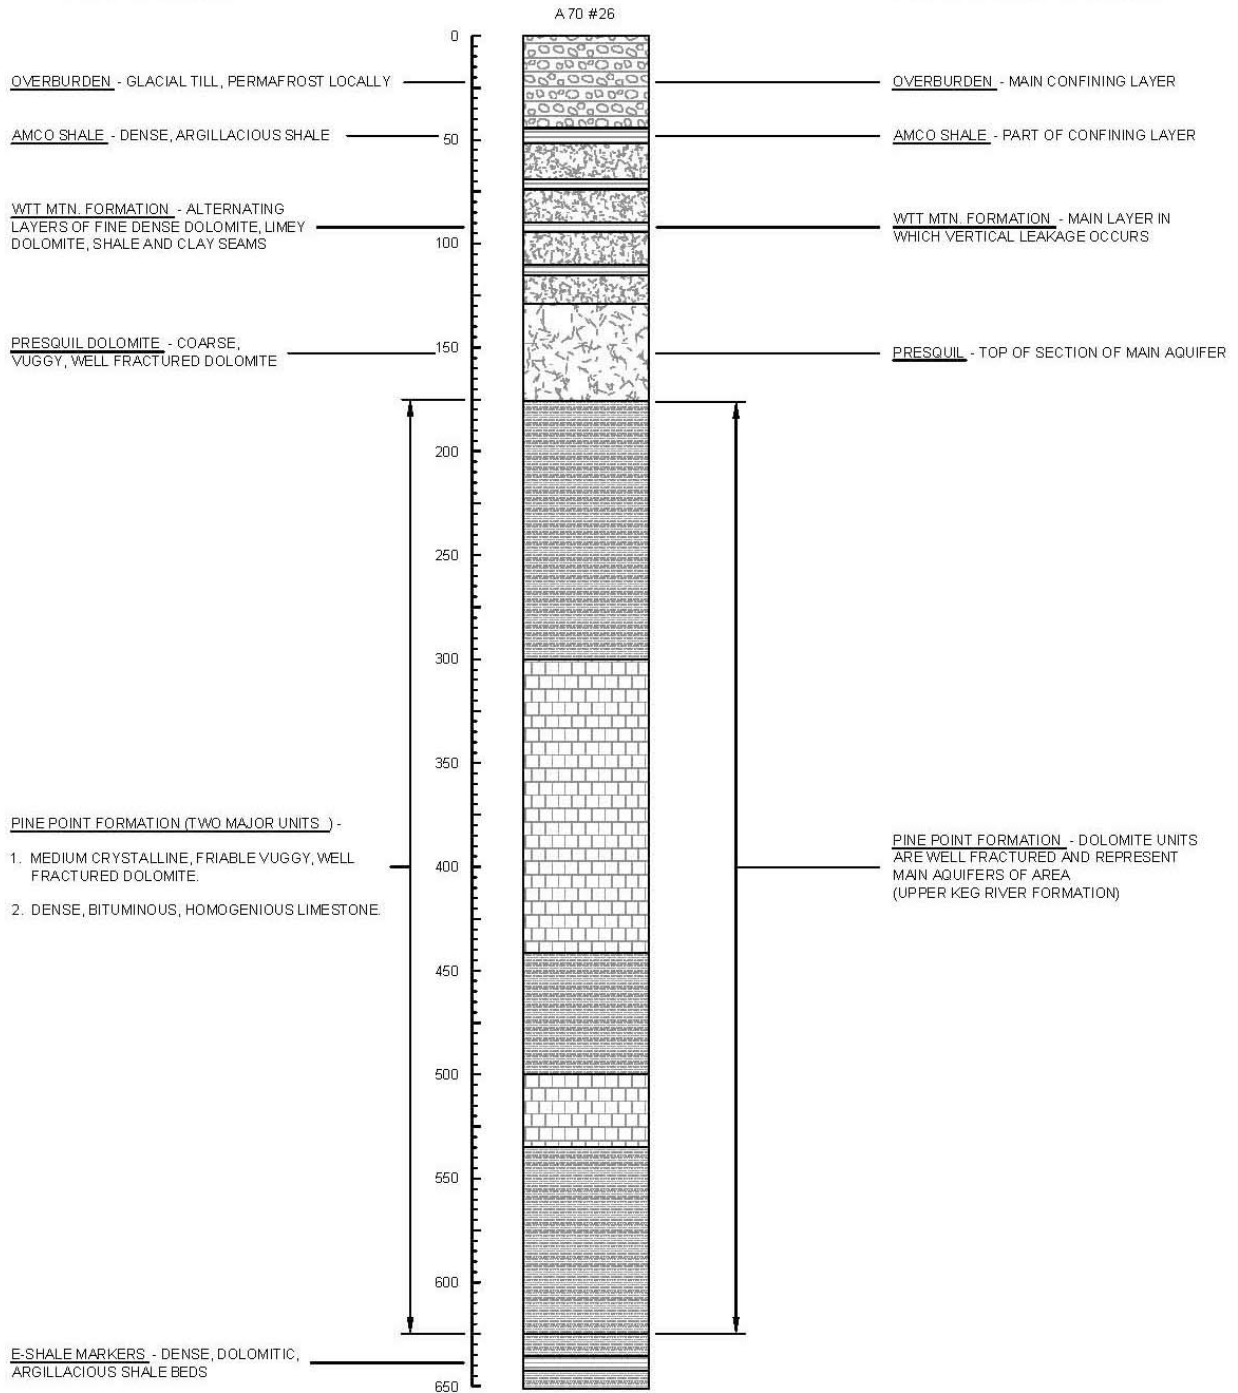 A 70 #26
OVERBURDEN - GLACIAL TILL, PERMAFROST LOCALLY
AMCO SHALE - DENSE, ARGILLACIOUS SHALE
WTT MTN. FORMATION - ALTERNATING
LAYERS OF FINE DENSE DOLOMITE, LIMEY
DOLOMITE, SHALE AND CLAY SEAMS
PRESQUIL DOLOMITE - COARSE,
VUGGY, WELL FRACTURED DOLOMITE
PINE POINT FORMATION (TWO MAJOR UNITS ) -
1. MEDIUM CRYSTALLINE, FRIABLE VUGGY, WELL
FRACTURED DOLOMITE.
2. DENSE, BITUMINOUS, HOMOGENIOUS LIMESTONE.
E-SHALE MARKERS - DENSE, DOLOMITIC,
ARGILLACIOUS SHALE BEDS
0
50
100
150
200
250
300
350
400
450
500
550
600
650
OVERBURDEN - MAIN CONFINING LAYER
AMCO SHALE - PART OF CONFINING LAYER
WTT MTN. FORMATION - MAIN LAYER IN
WHICH VERTICAL LEAKAGE OCCURS
PRESQUIL - TOP OF SECTION OF MAIN AQUIFER
PINE POINT FORMATION - DOLOMITE UNITS
ARE WELL FRACTURED AND REPRESENT
MAIN AQUIFERS OF AREA
(UPPER KEG RIVER FORMATION)